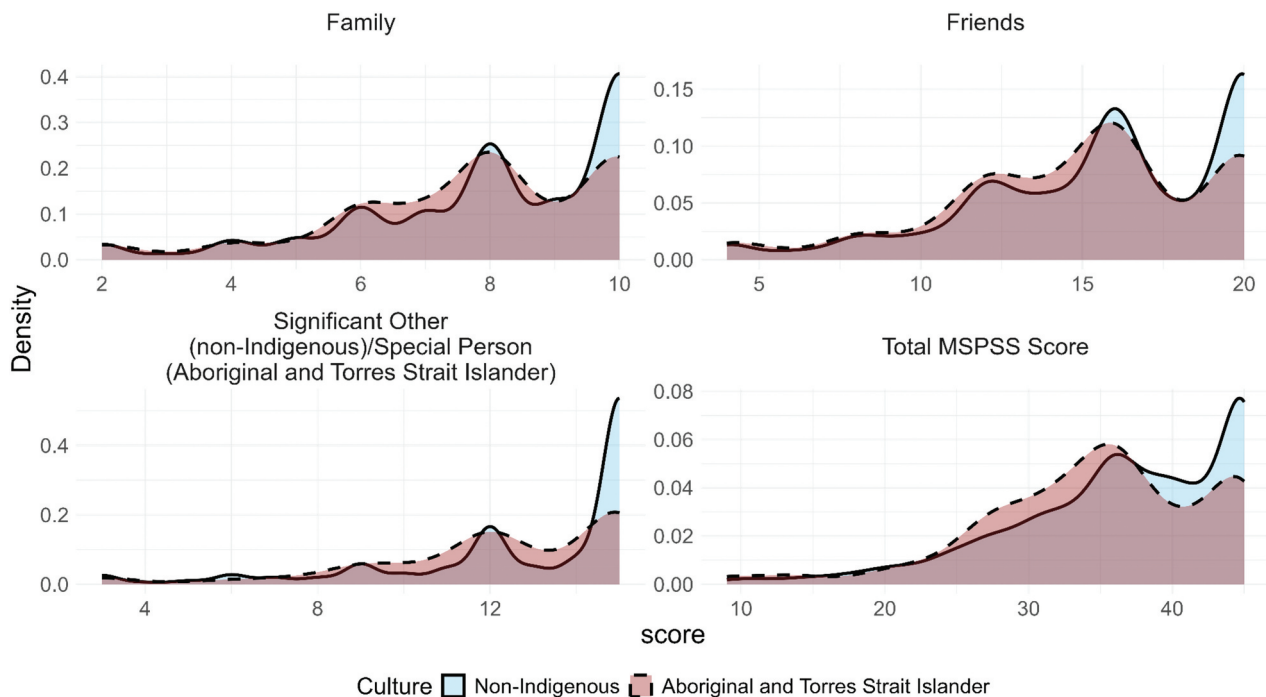 Family
Friends
0.4
0.3
0.2
0.1
0.0
2 4 6 8 10
0.15
0.10
0.05
0.00
5 10 15 20
Density
Significant Other
(non-Indigenous)/Special Person
(Aboriginal and Torres Strait Islander)
Total MSPSS Score
0.4
0.2
0.0
4 8 12
0.08
0.06
0.04
0.02
0.00
10 20 30 40
score
Culture Non-Indigenous Aboriginal and Torres Strait Islander